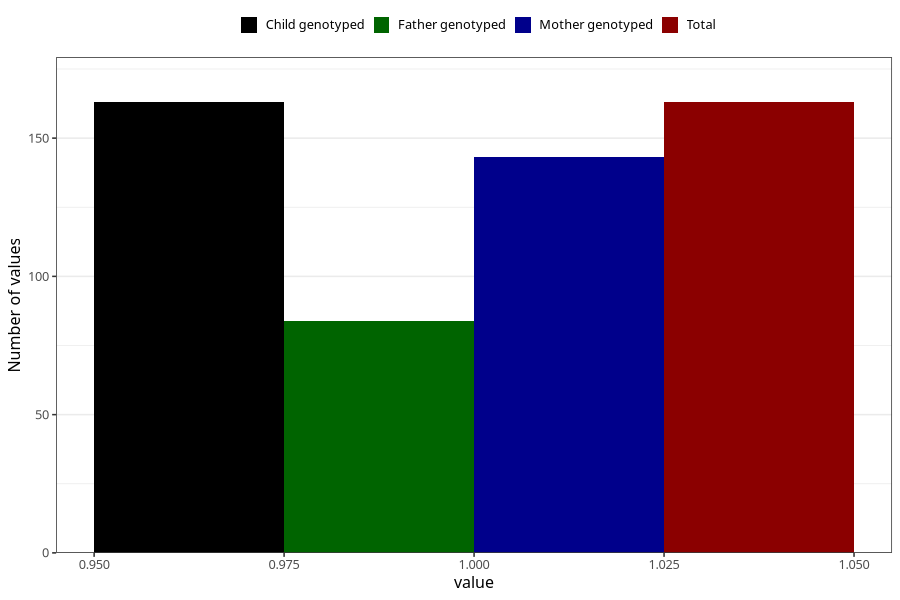 Child genotyped Father genotyped Mother genotyped Total
Number of values
150
100
50
0
0.950 0.975 1.000 1.025 1.050
value